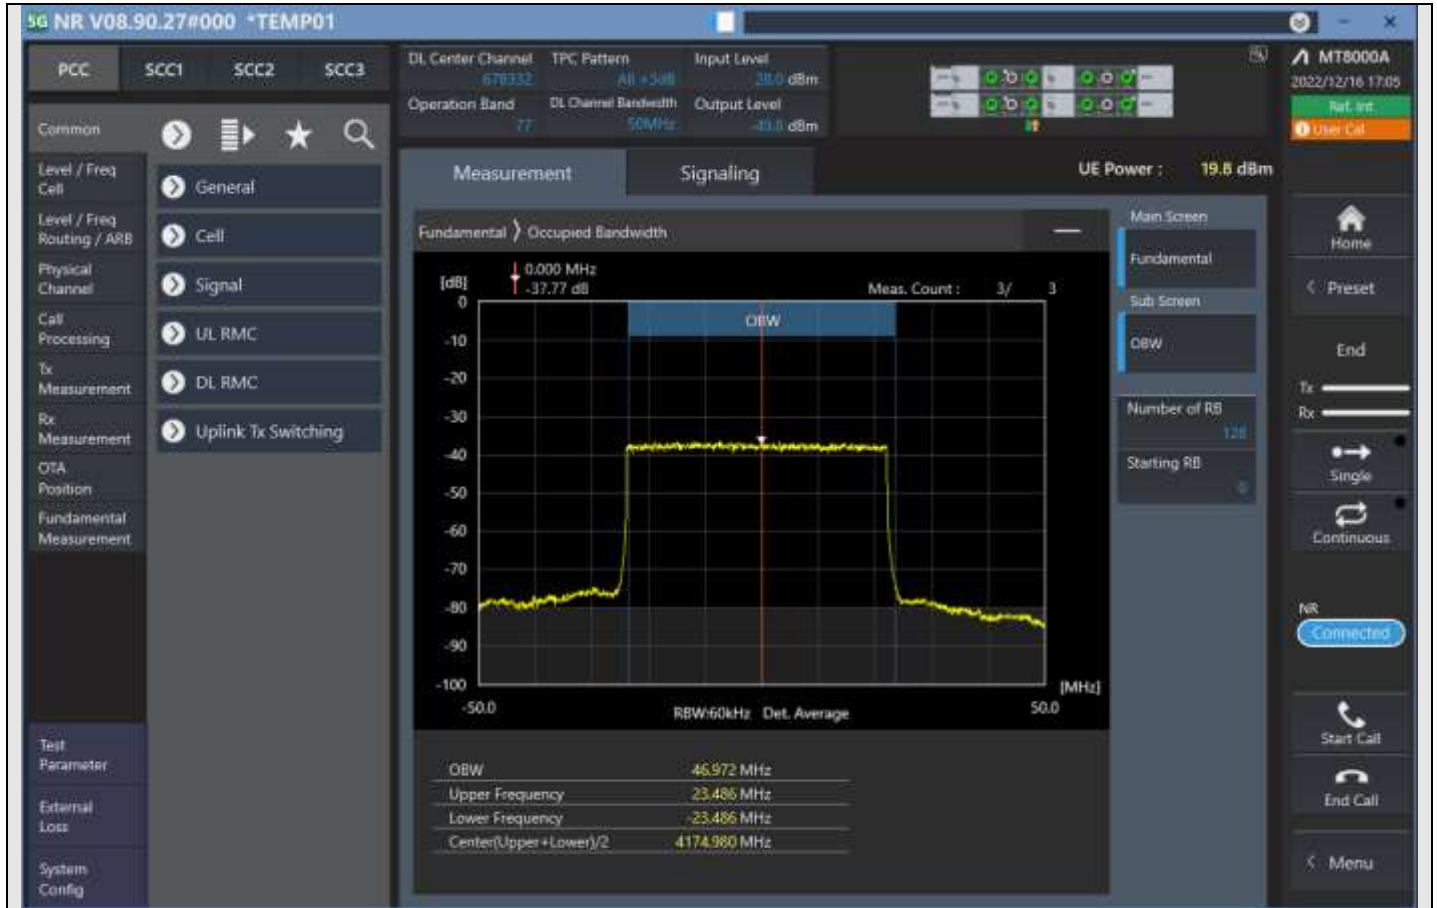 5G NR V08.90.27#000 *TEMP01
PCC SCC1 SCC2 SCC3
DL Center Channel 678332
TPC Pattern All +3dB
Input Level 28.0 dBm
Operation Band 77
DL Channel Bandwidth 50MHz
Output Level -49.8 dBm
MT8000A
2022/12/16 17:05
Ref. Int.
User Cal
Common
Level / Freq
Cell
Level / Freq
Routing / ARB
Physical
Channel
Call
Processing
Tx
Measurement
Rx
Measurement
OTA
Position
Fundamental
Measurement
Test
Parameter
External
Loss
System
Config
General
Cell
Signal
UL RMC
DL RMC
Uplink Tx Switching
Measurement Signaling
UE Power : 19.8 dBm
Fundamental Occupied Bandwidth
[dB]
0.000 MHz
-37.77 dB
Meas. Count : 3/ 3
OBW
0
-10
-20
-30
-40
-50
-60
-70
-80
-90
-100
[MHz]
-50.0
RBW:60kHz Det. Average
50.0
OBW 46.972 MHz
Upper Frequency 23.486 MHz
Lower Frequency -23.486 MHz
Center(Upper+Lower)/2 4174.980 MHz
Main Screen
Fundamental
Sub Screen
OBW
Number of RB
128
Starting RB
0
Home
< Preset
End
Tx
Rx
Single
Continuous
NR
Connected
Start Call
End Call
< Menu